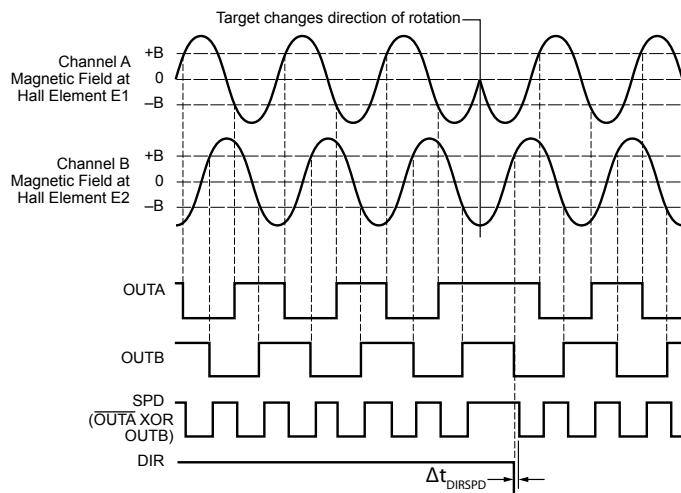 Target changes direction of rotation
Channel A
Magnetic Field at
Hall Element E1
+B
0
–B
Channel B
Magnetic Field at
Hall Element E2
+B
0
–B
OUTA
OUTB
SPD
(OUTA XOR
OUTB)
DIR
ΔtDIRSPD